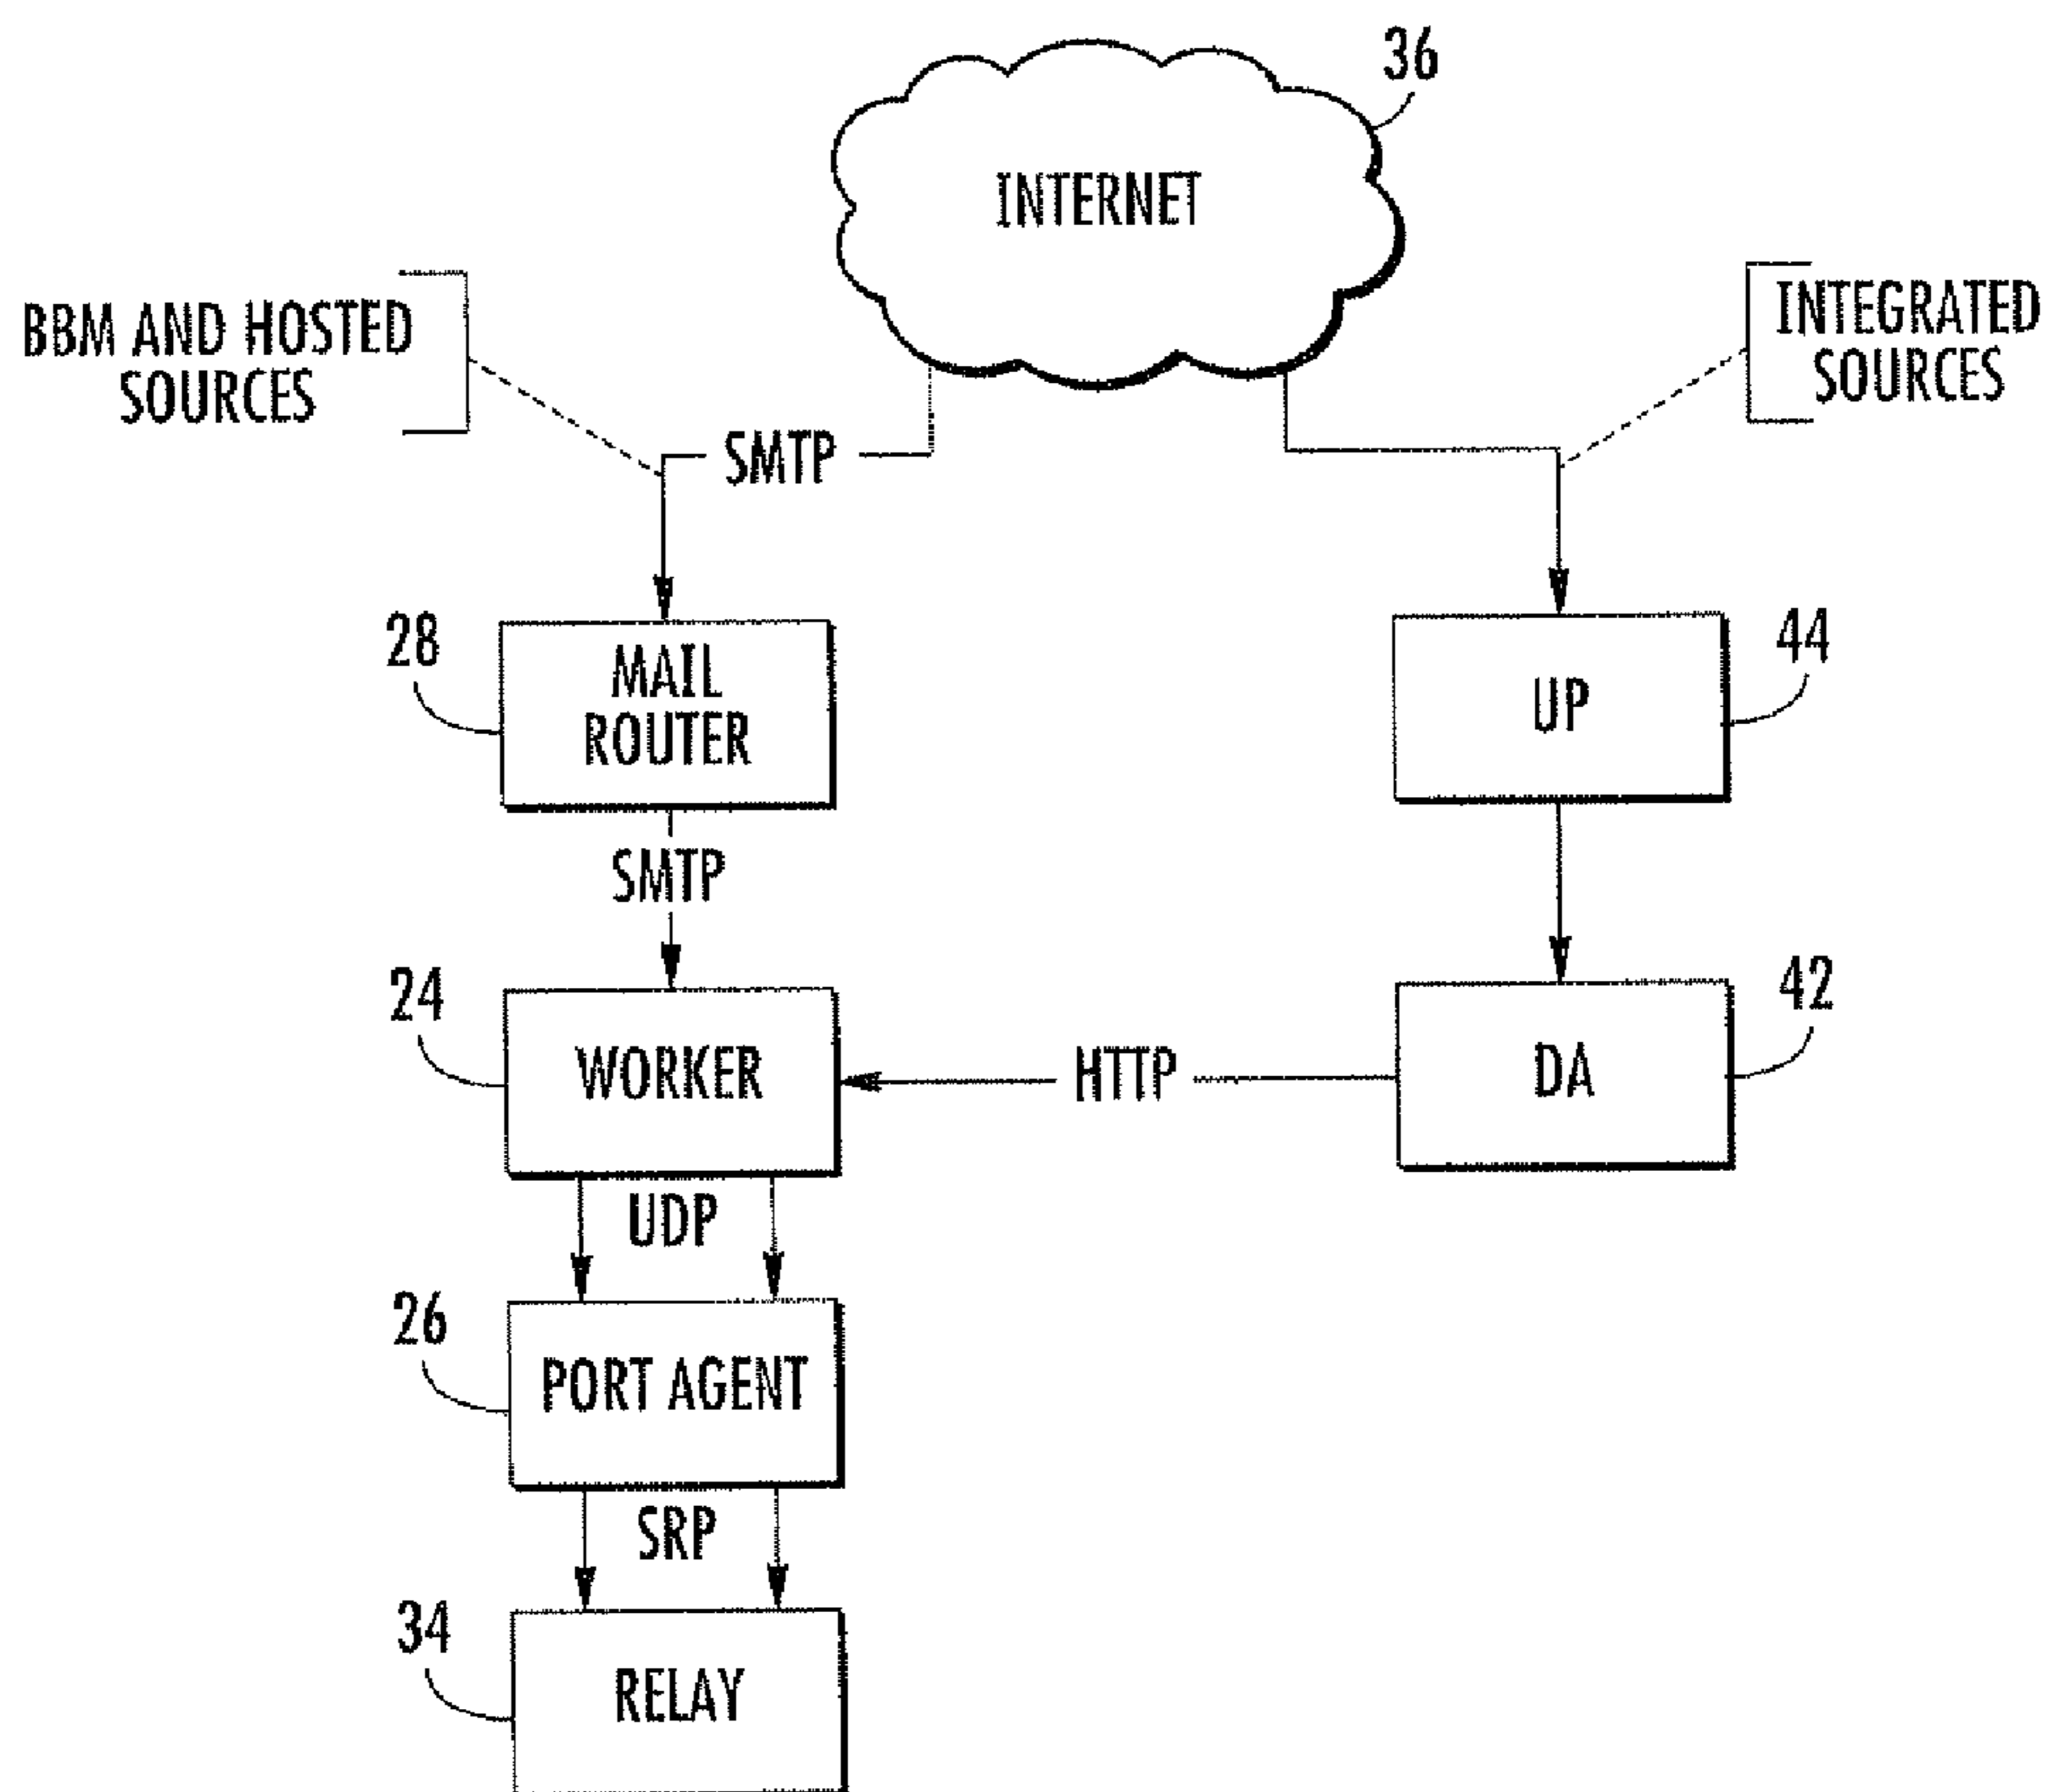 36
INTERNET
BBM AND HOSTED
SOURCES
INTEGRATED
SOURCES
SMTP
28
MAIL
ROUTER
44
UP
SMTP
24
WORKER
HTTP
42
DA
UDP
26
PORT AGENT
SRP
34
RELAY